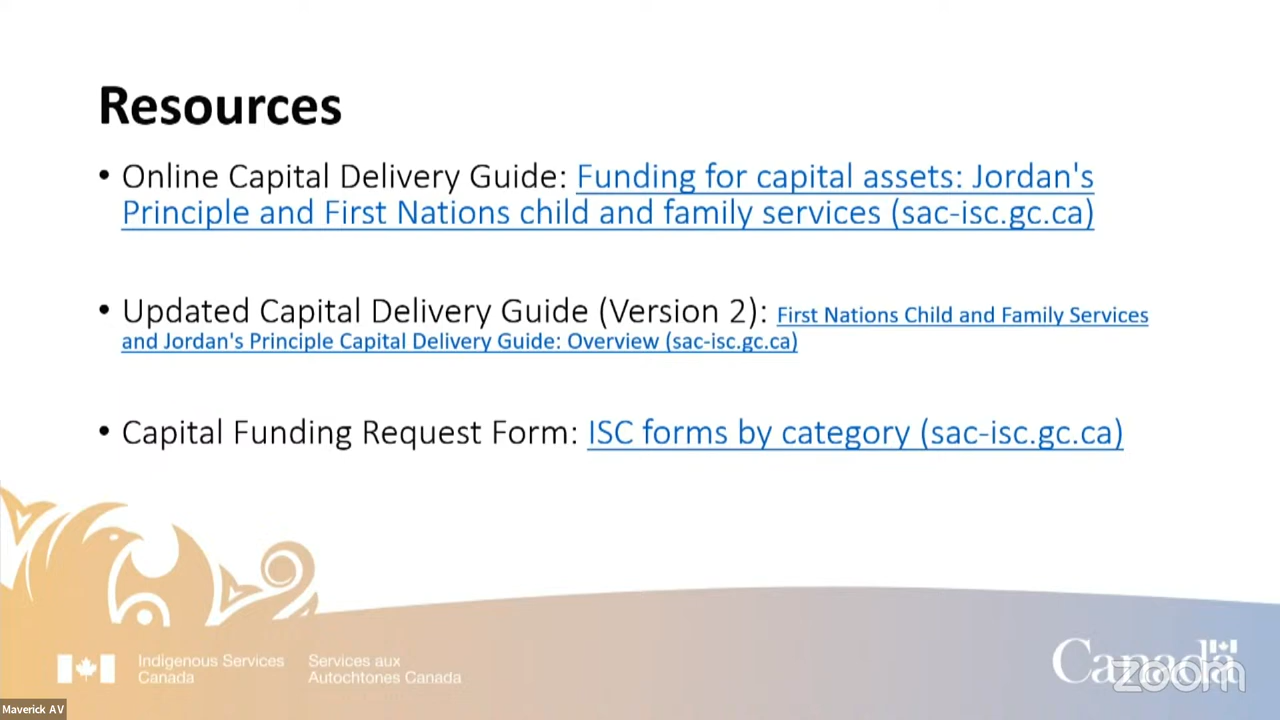 Resources
• Online Capital Delivery Guide: Funding for capital assets: Jordan's
Principle and First Nations child and family services (sac-isc.gc.ca)
• Updated Capital Delivery Guide (Version 2): First Nations Child and Family Services
and Jordan's Principle Capital Delivery Guide: Overview (sac-isc.gc.ca)
• Capital Funding Request Form: ISC forms by category (sac-isc.gc.ca)
Indigenous Services
Canada
Services aux
Autochtones Canada
Canada
zoom
Maverick AV